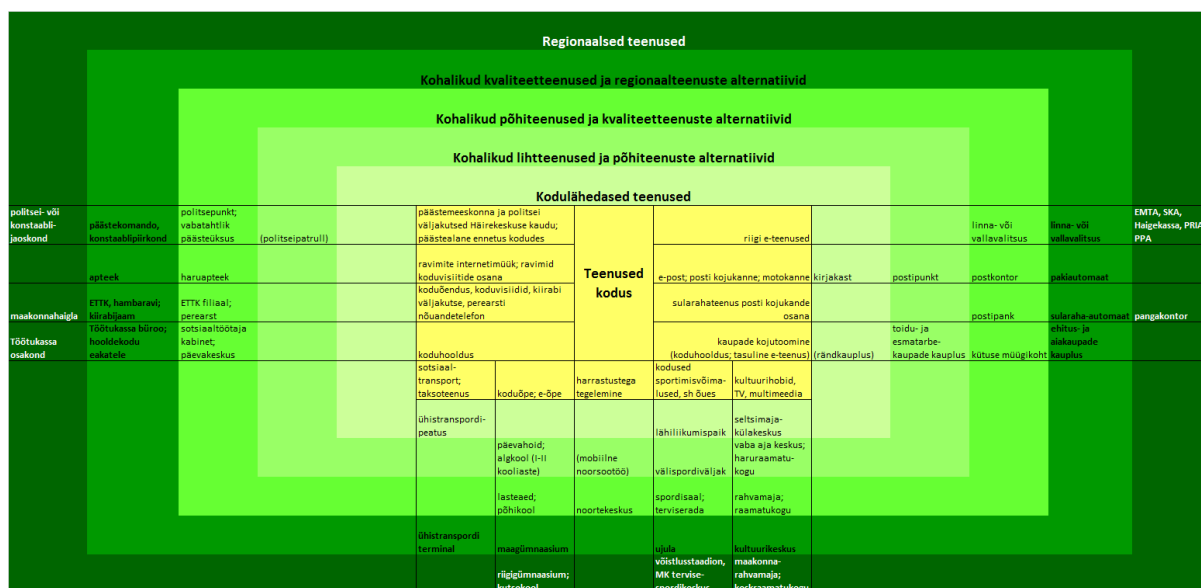 Regionaalsed teenused
Kohalikud kvaliteetteenused ja regionaalteenuste alternatiivid
Kohalikud põhiteenused ja kvaliteetteenuste alternatiivid
Kohalikud lihtteenused ja põhiteenuste alternatiivid
Kodulähedased teenused
politsei- või
konstaabli-
jaoskond
päästekomando,
konstaablipiirkond
politsepunkt;
vabatahtlik
päästeüksus
(politseipatrull)
päästemeeskonna ja politsei
väljakutsed Häirekeskuse kaudu;
päästealane ennetus kodudes
Teenused
kodus
riigi e-teenused
linna- või
vallavalitsus
linna- või
vallavalitsus
EMTA, SKA,
Haigekassa, PRIA
PPA
apteek
haruapteek
ravimite internetimüük; ravimid
koduvisiitide osana
e-post; posti kojukanne; motokanne
kirjakast
postipunkt
postkontor
pakiautomaat
maakonnahaigla
ETTK, hambaravi;
kiirabijaam
ETTK filiaal;
perearst
koduõendus, koduvisiidid, kiirabi
väljakutse, perearsti
nõuandetelefon
sularahateenus posti kojukande
osana
postipank
sularaha-automaat
pangakontor
Töötukassa
osakond
Töötukassa büroo;
hooldekodu
eakatele
sotsiaaltöötaja
kabinet;
päevakeskus
koduhooldus
kaupade kojutoomine
(koduhooldus; tasuline e-teenus)
(rändkauplus)
toidu- ja
esmatarbe-
kaupade kauplus
kütuse müügikoht
ehitus- ja
aiakaupade
kauplus
sotsiaal-
transport;
taksoteenus
koduõpe; e-õpe
harrastustega
tegelemine
kodused
sportimisvõima-
lused, sh õues
kultuurihobid,
TV, multimeedia
ühistranspordi-
peatus
lähiliikumispaik
seltsimaja-
külakeskus
päevahoid;
algkool (I-II
kooliaste)
(mobiilne
noorsootöö)
välispordiväljak
vaba aja keskus;
haruraamatu-
kogu
lasteaed;
põhikool
noortekeskus
spordisaal;
terviserada
rahvamaja;
raamatukogu
ühistranspordi
terminal
maagümnaasium
ujula
kultuurikeskus
riigigümnaasium;
kutsekool
võistlusstaadion,
MK tervise-
spordikeskus
maakonna-
rahvamaja;
keskraamatukogu